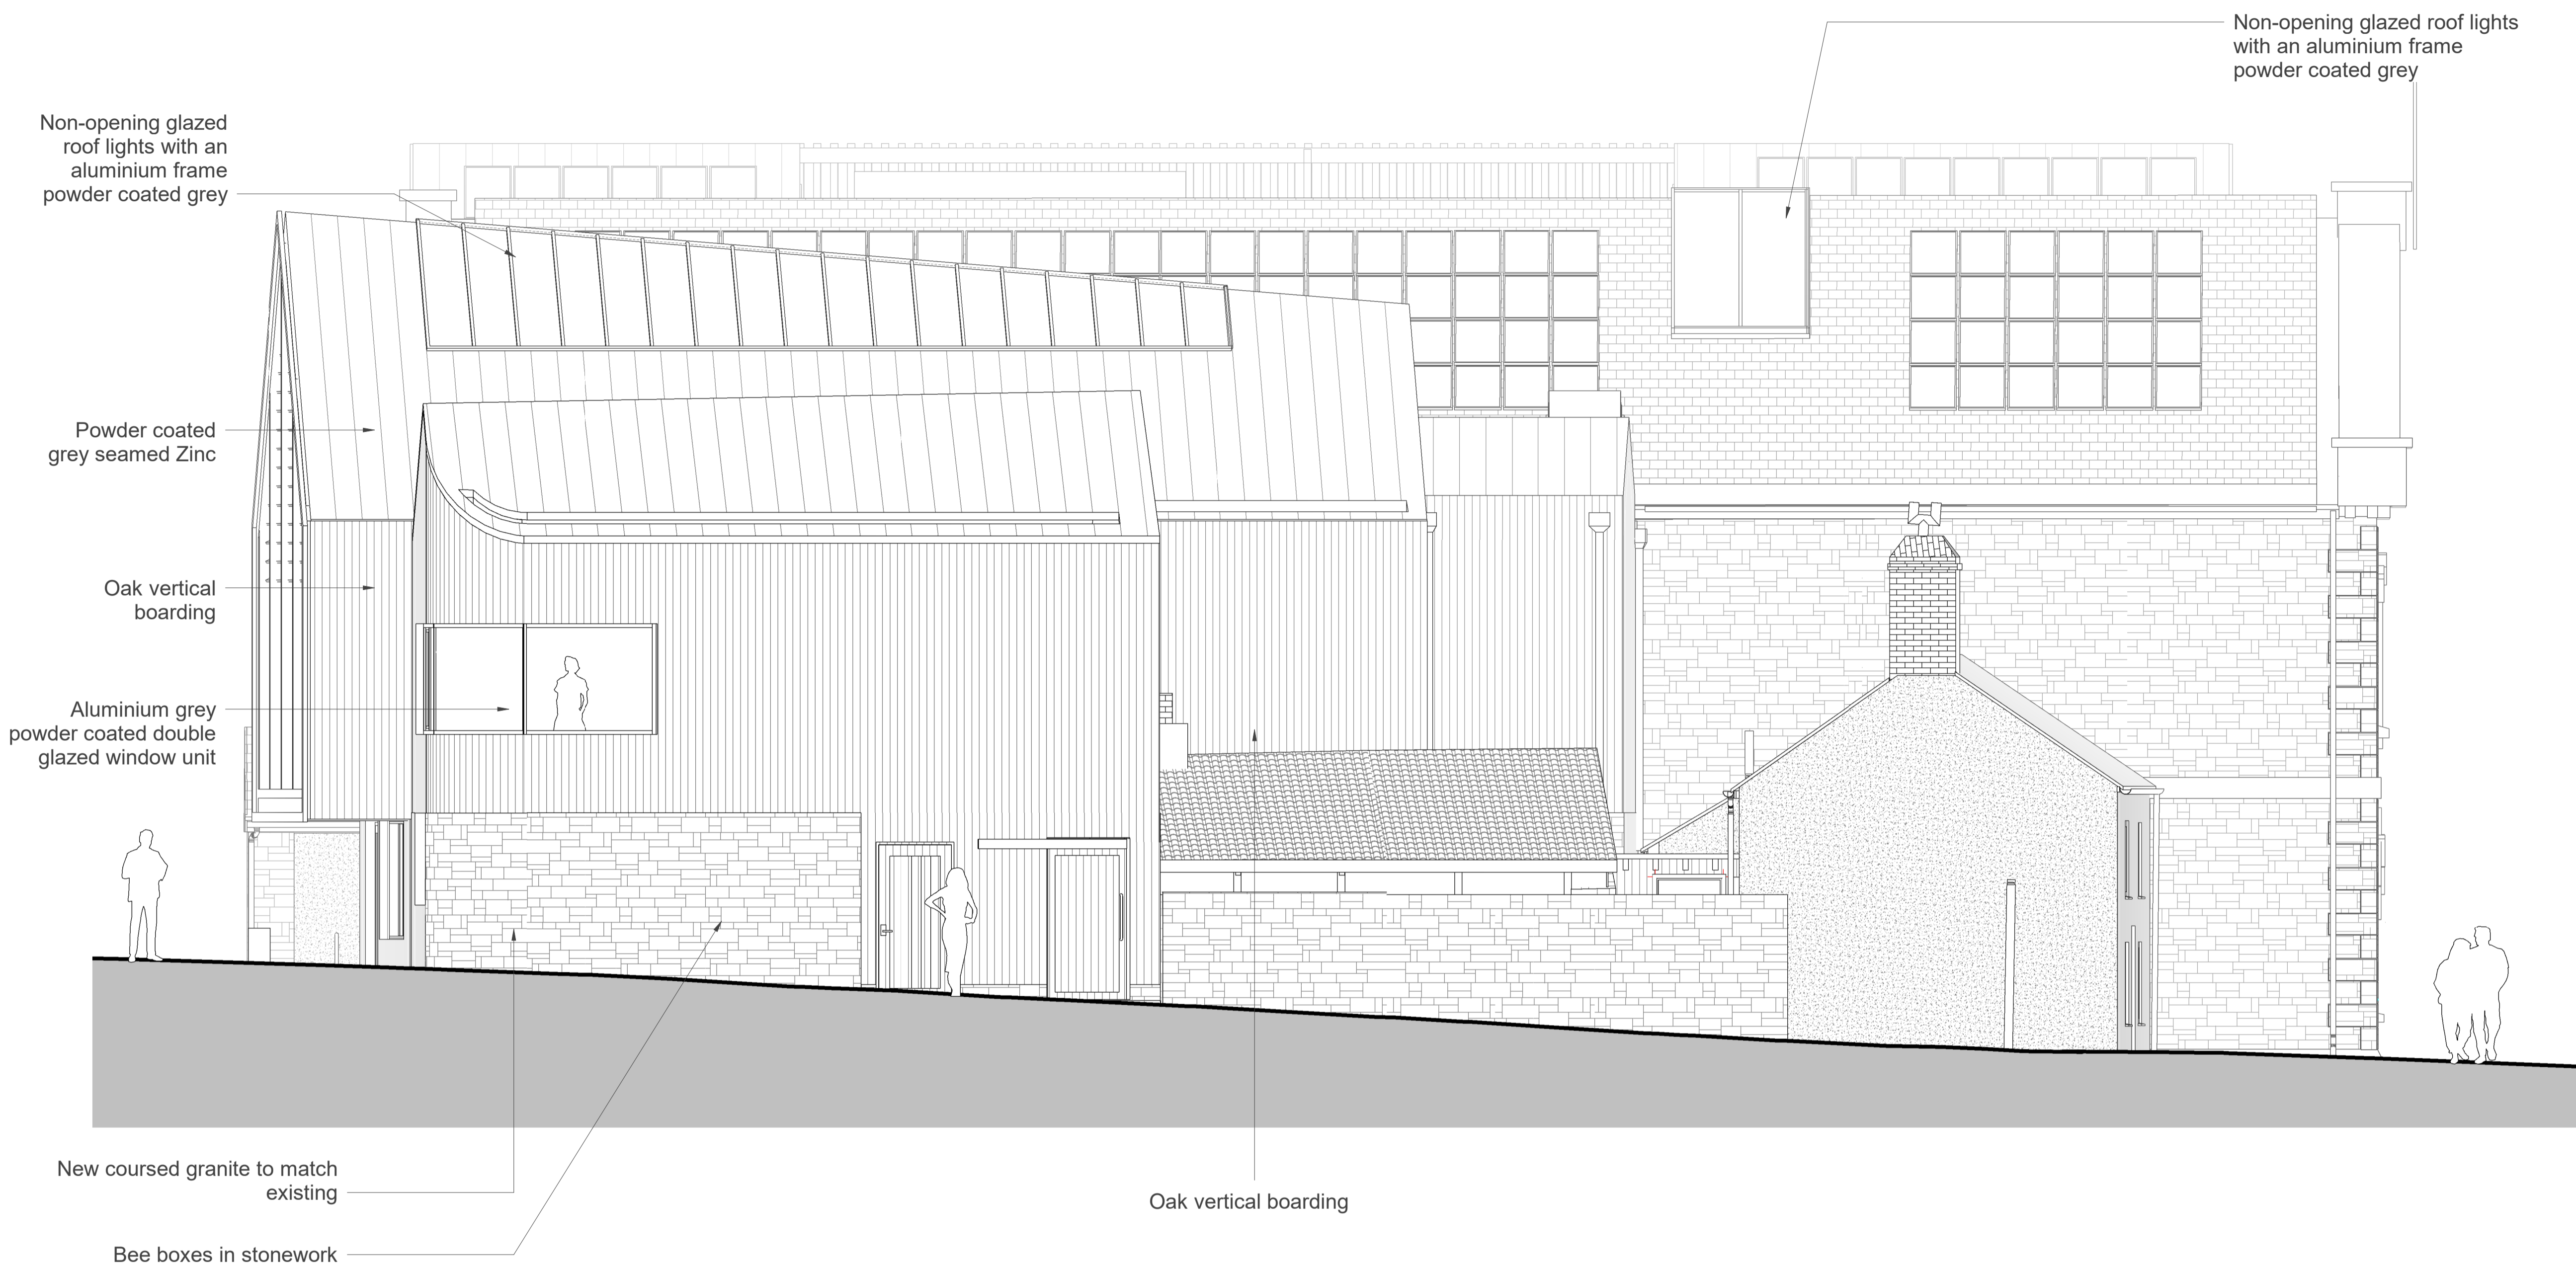 Non-opening glazed roof lights
with an aluminium frame
powder coated grey
Non-opening glazed
roof lights with an
aluminium frame
powder coated grey
Powder coated
grey seamed Zinc
Oak vertical
boarding
Aluminium grey
powder coated double
glazed window unit
New coursed granite to match
existing
Oak vertical boarding
Bee boxes in stonework